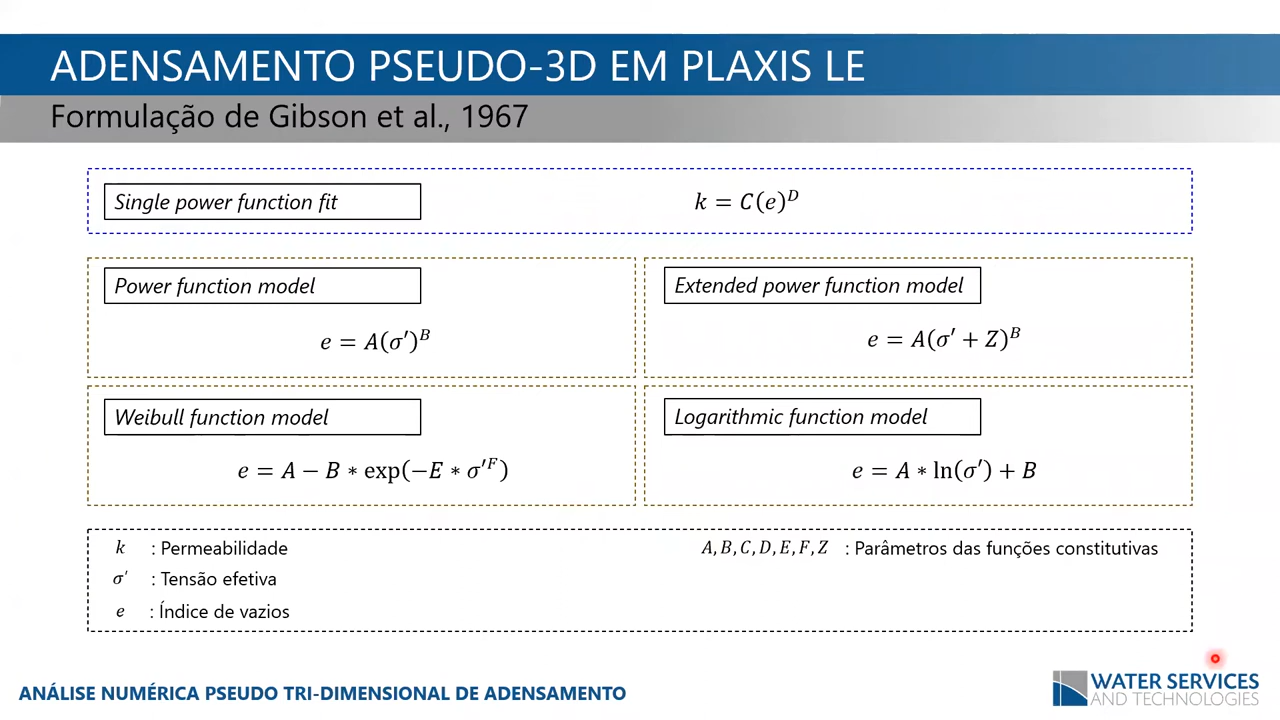 ADENSAMENTO PSEUDO-3D EM PLAXIS LE
Formulação de Gibson et al., 1967
Single power function fit
k = C(e)^D
Power function model
e = A(σ′)^B
Extended power function model
e = A(σ′ + Z)^B
Weibull function model
e = A − B ∗ exp(−E ∗ σ′^F)
Logarithmic function model
e = A ∗ ln(σ′) + B
k : Permeabilidade
σ′ : Tensão efetiva
e : Índice de vazios
A, B, C, D, E, F, Z : Parâmetros das funções constitutivas
ANÁLISE NUMÉRICA PSEUDO TRI-DIMENSIONAL DE ADENSAMENTO
WATER SERVICES
AND TECHNOLOGIES